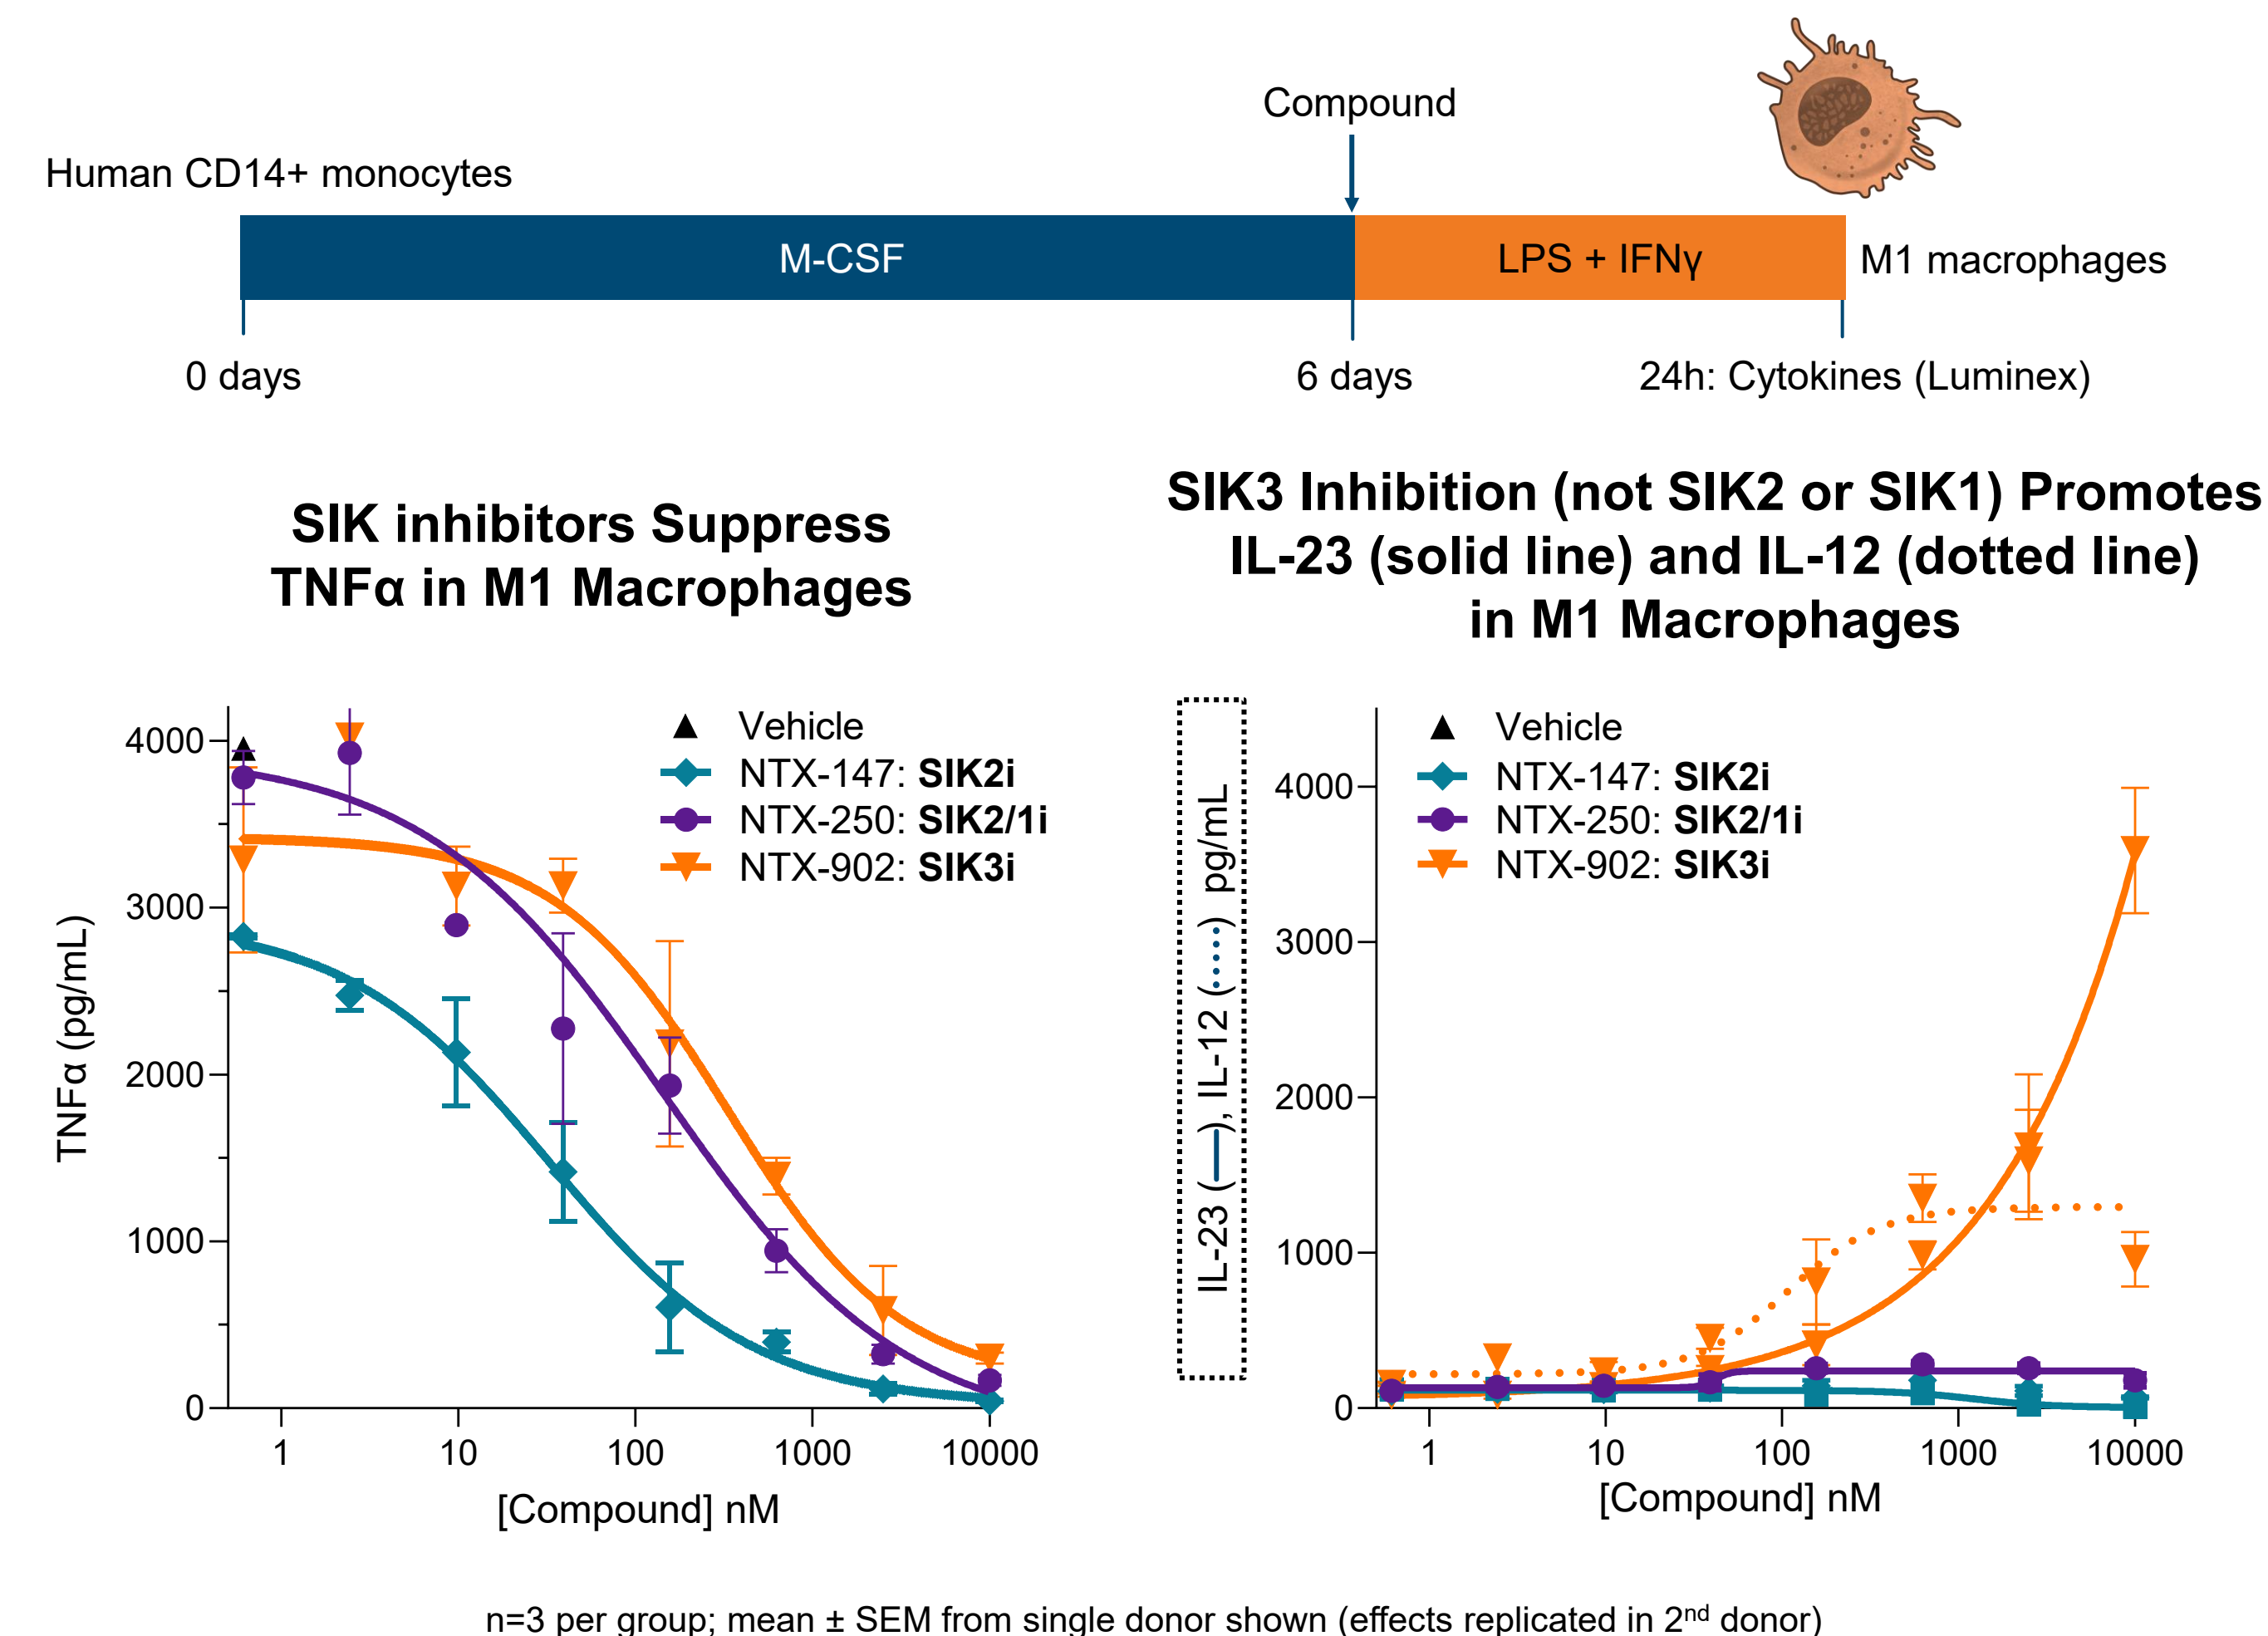 Compound
Human CD14+ monocytes
M-CSF
LPS + IFNγ
M1 macrophages
0 days
6 days
24h: Cytokines (Luminex)
SIK inhibitors Suppress
TNFα in M1 Macrophages
TNFα (pg/mL)
4000
3000
2000
1000
0
1
10
100
1000
10000
[Compound] nM
Vehicle
NTX-147: SIK2i
NTX-250: SIK2/1i
NTX-902: SIK3i
SIK3 Inhibition (not SIK2 or SIK1) Promotes
IL-23 (solid line) and IL-12 (dotted line)
in M1 Macrophages
IL-23 (—), IL-12 (····) pg/mL
4000
3000
2000
1000
0
1
10
100
1000
10000
[Compound] nM
Vehicle
NTX-147: SIK2i
NTX-250: SIK2/1i
NTX-902: SIK3i
n=3 per group; mean ± SEM from single donor shown (effects replicated in 2nd donor)